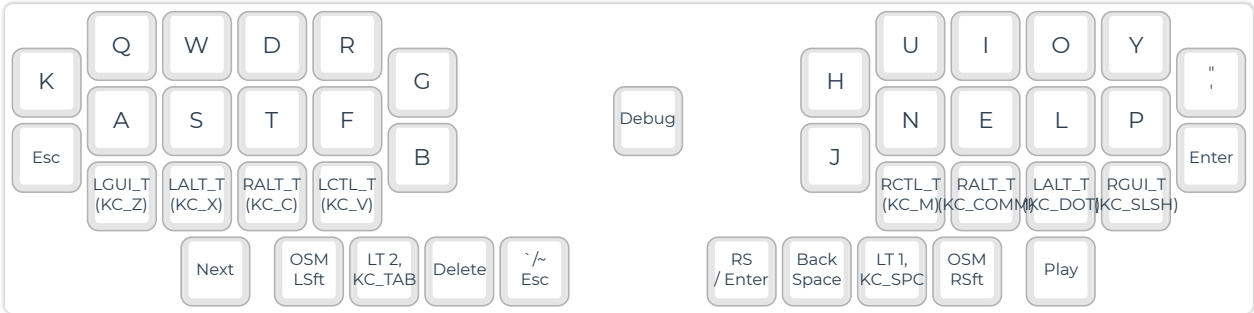 Q W D R U I O Y
K G H "
'
Debug
A S T F N E L P
Esc B J Enter
LGUI_T LALT_T RALT_T LCTL_T RCTL_T RALT_T LALT_T RGUI_T
(KC_Z) (KC_X) (KC_C) (KC_V) (KC_M) (KC_COMM) (KC_DOT) (KC_SLSH)
OSM LT 2, `/~ RS Back LT 1, OSM
Next Delete Play
LSft KC_TAB Esc / Enter Space KC_SPC RSft